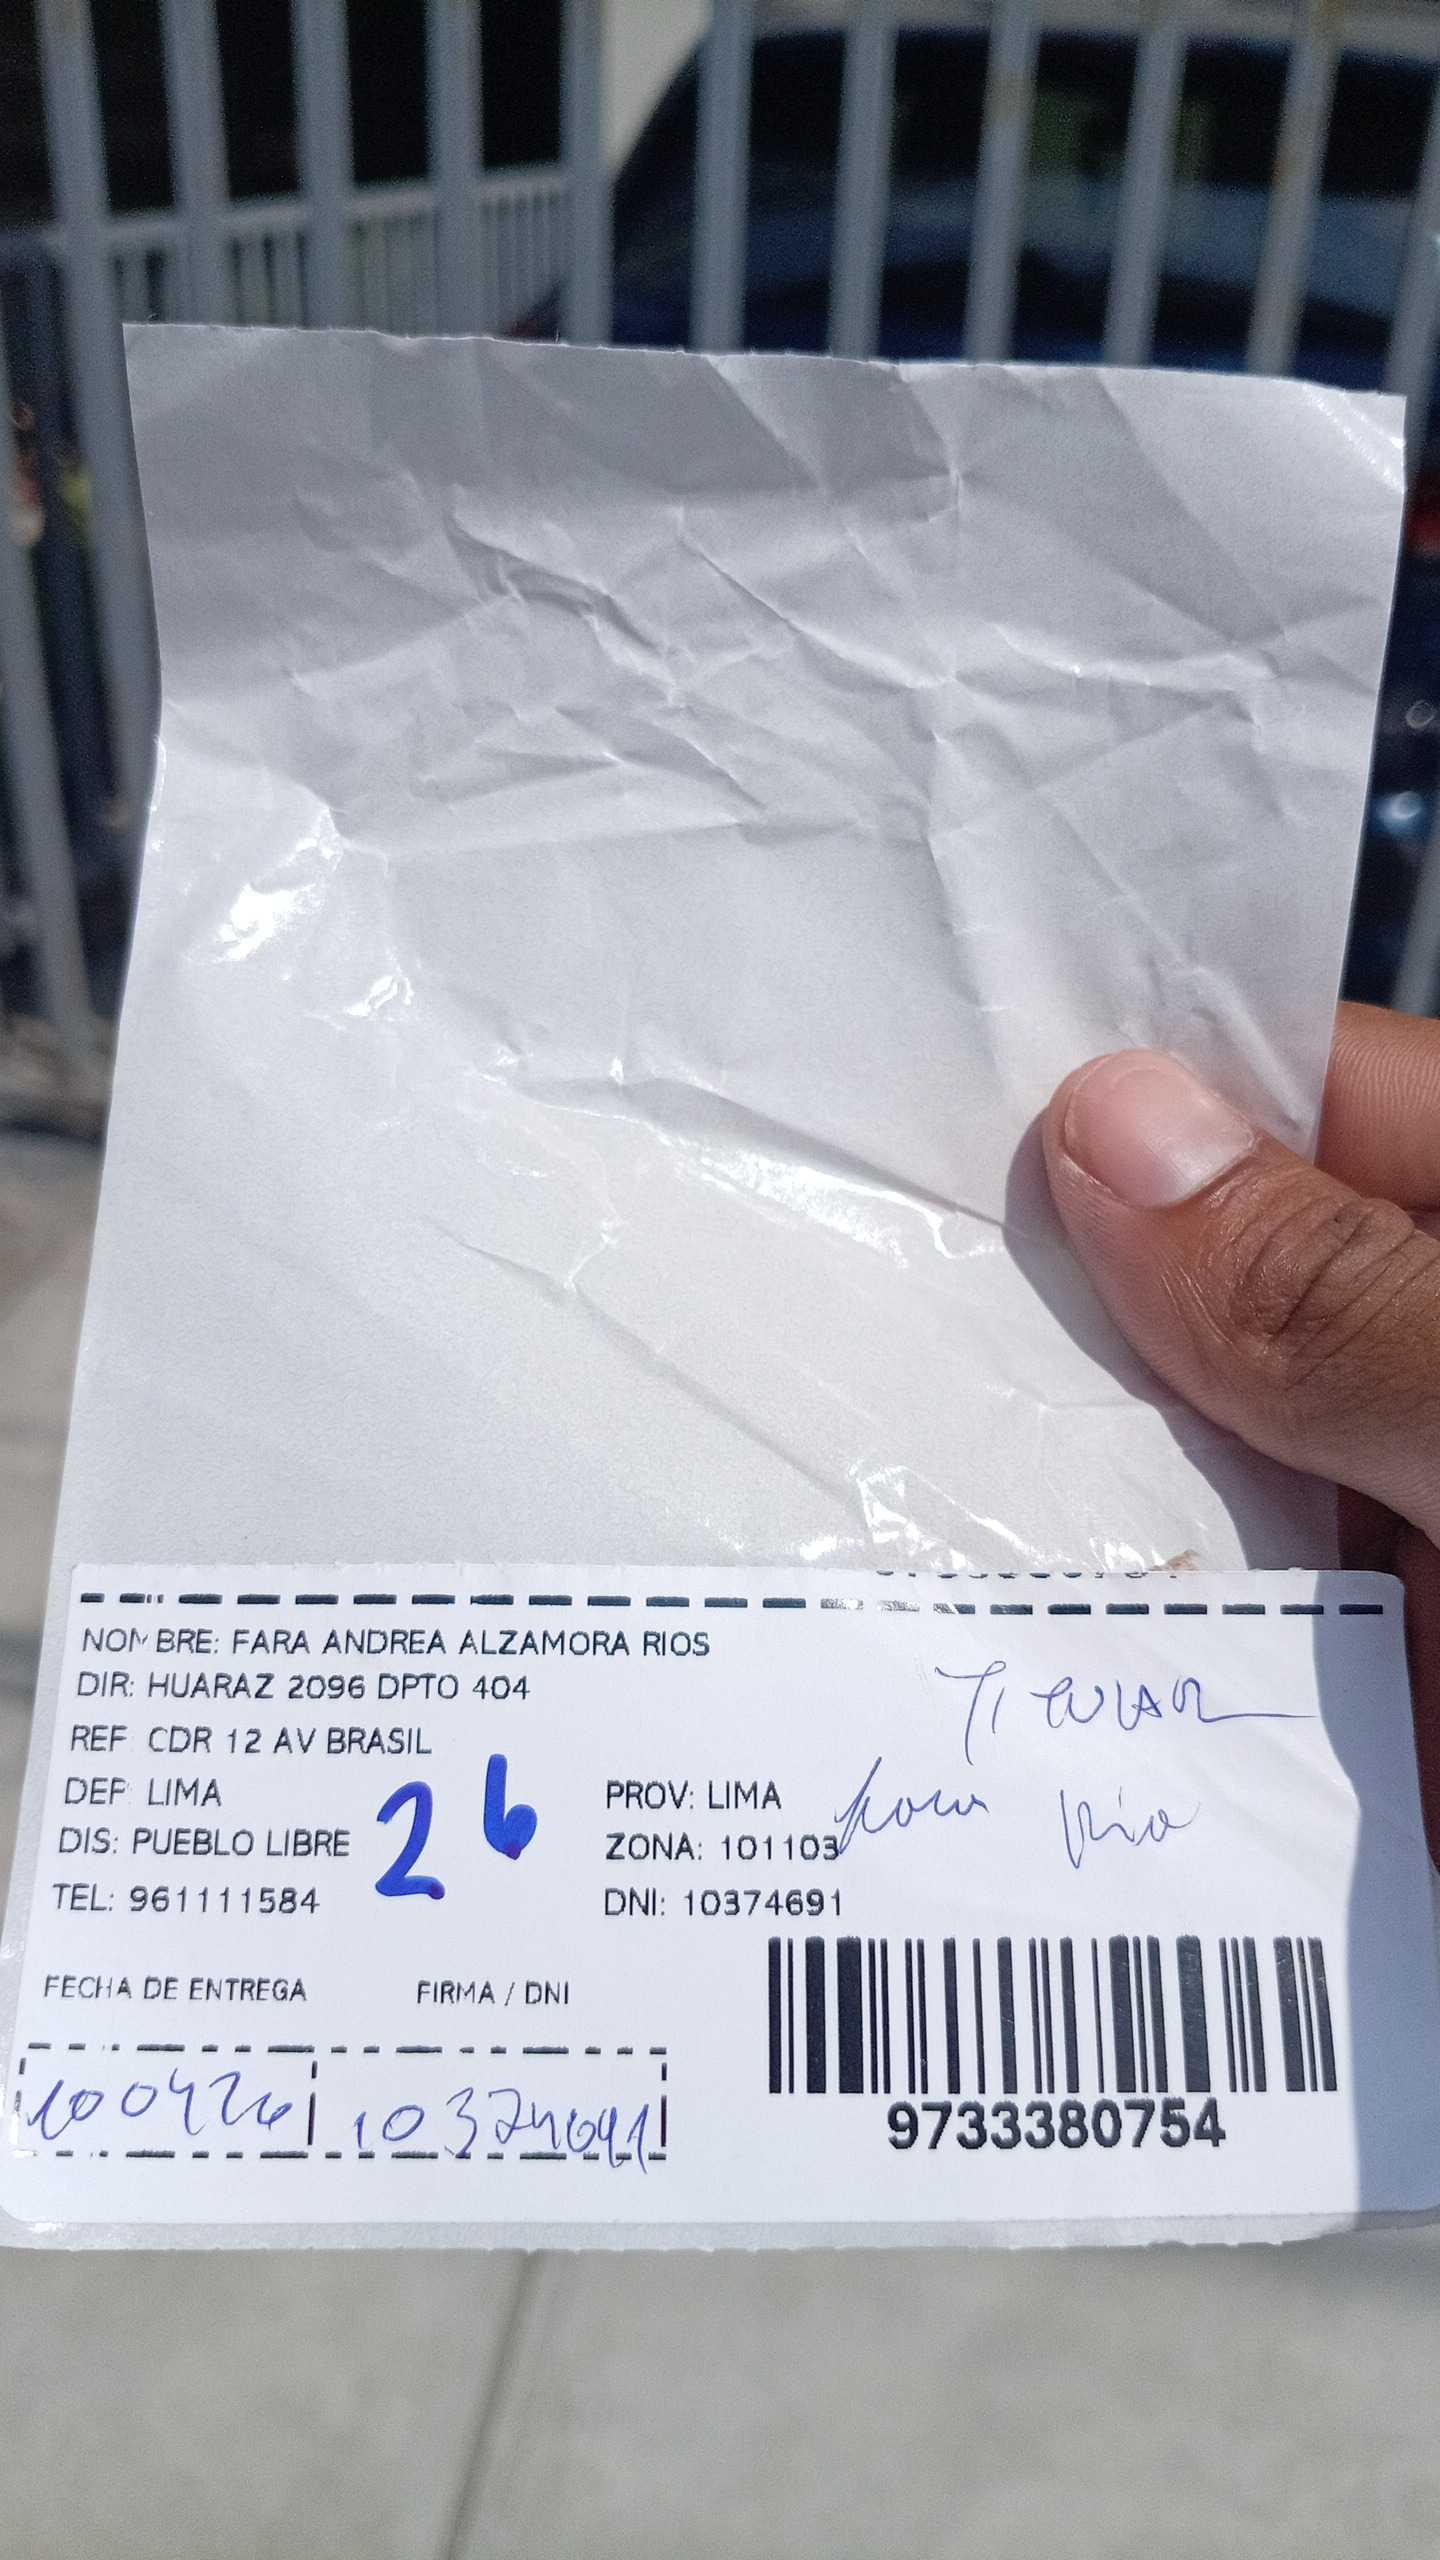 NOMBRE: FARA ANDREA ALZAMORA RIOS
DIR: HUARAZ 2096 DPTO 404
TITULAR
REF CDR 12 AV BRASIL
DEP LIMA
26
PROV: LIMA
DIS: PUEBLO LIBRE
ZONA: 101103
TEL: 961111584
DNI: 10374691
FECHA DE ENTREGA
FIRMA / DNI
100426
10374691
9733380754